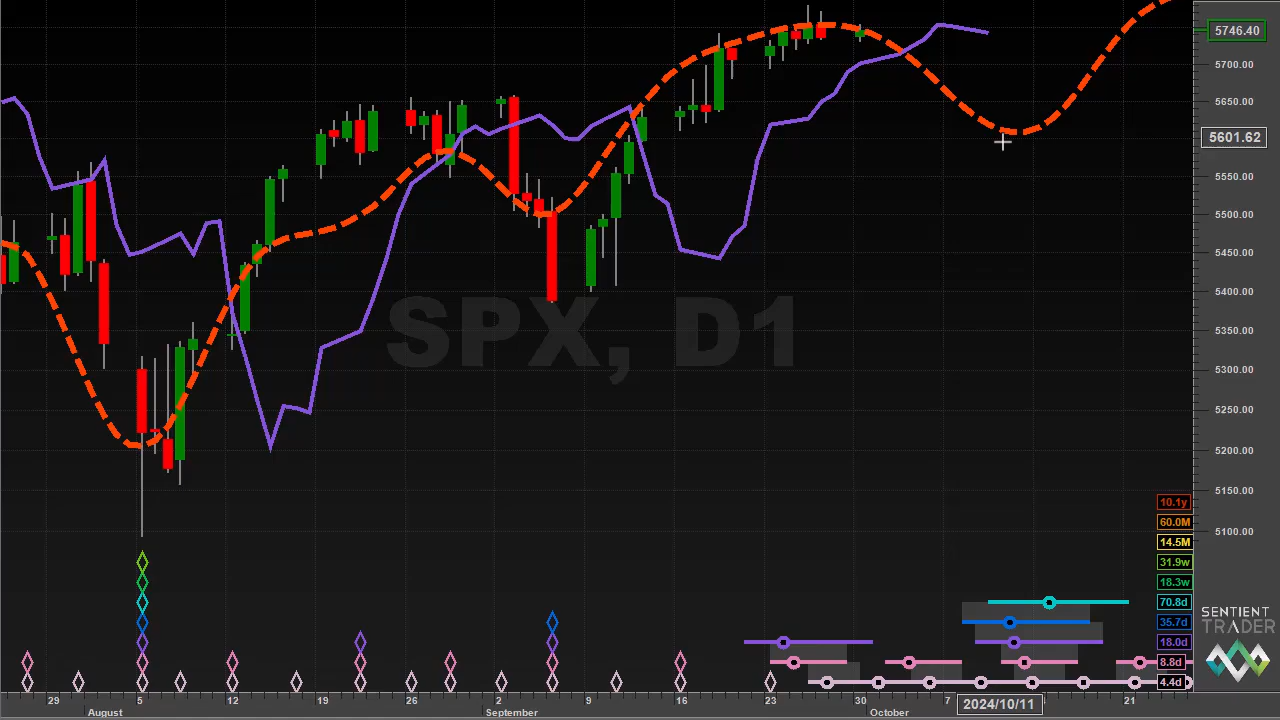 5746.40
5700.00
5650.00
5601.62
5550.00
5500.00
5450.00
5400.00
5350.00
5300.00
5250.00
5200.00
5150.00
5100.00
SPX, D1
10.1y
60.0M
14.5M
31.9w
18.3w
70.8d
35.7d
18.0d
8.8d
4.4d
SENTIENT
TRADER
29 5 12 19 26 2 9 16 23 30 7 2024/10/11 21
August September October